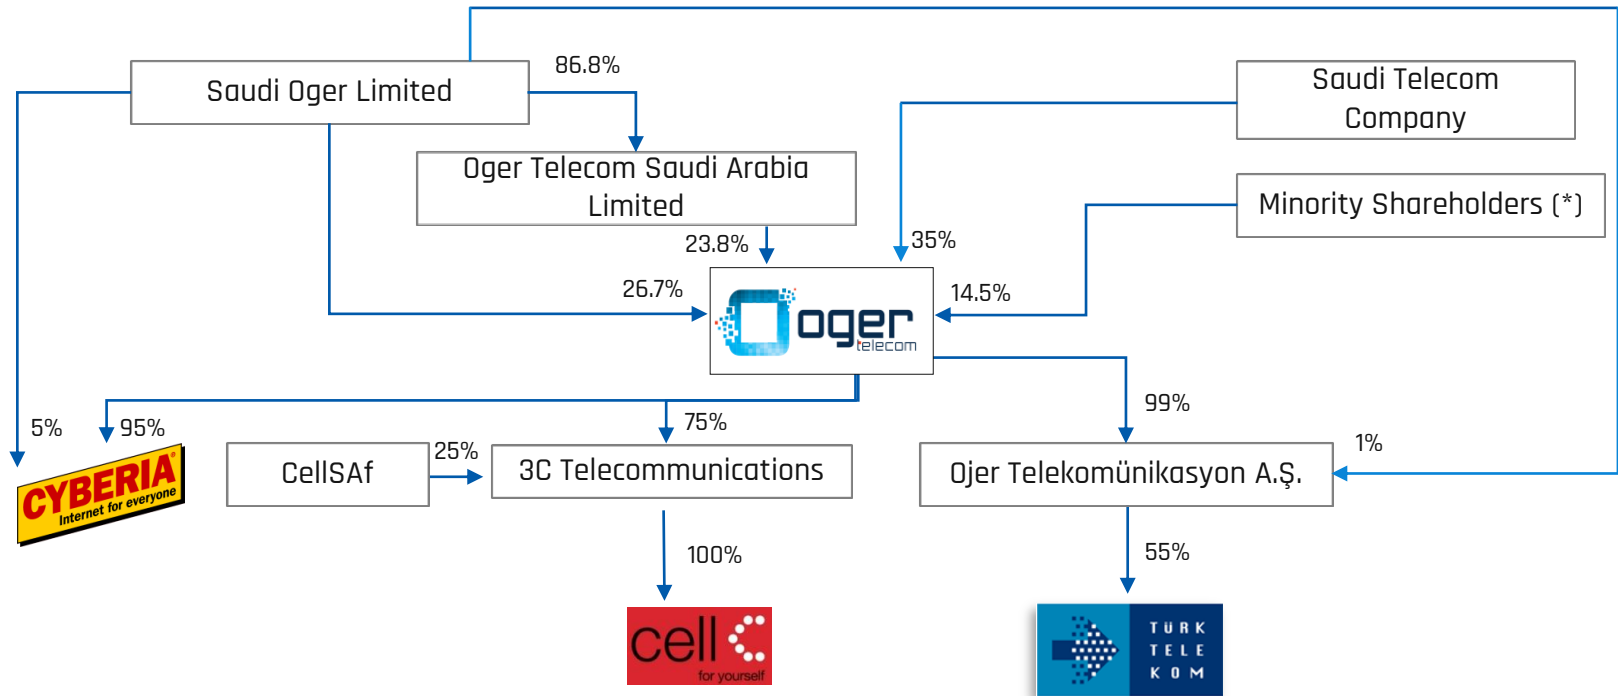 86.8%
Saudi Oger Limited
Saudi Telecom
Company
Oger Telecom Saudi Arabia
Limited
Minority Shareholders (*)
23.8%
35%
26.7%
14.5%
oger
telecom
99%
5%
95%
75%
1%
25%
CYBERIA®
Internet for everyone
CellSAf
3C Telecommunications
Ojer Telekomünikasyon A.Ş.
100%
55%
cell C
for yourself
TÜRK
TELE
KOM